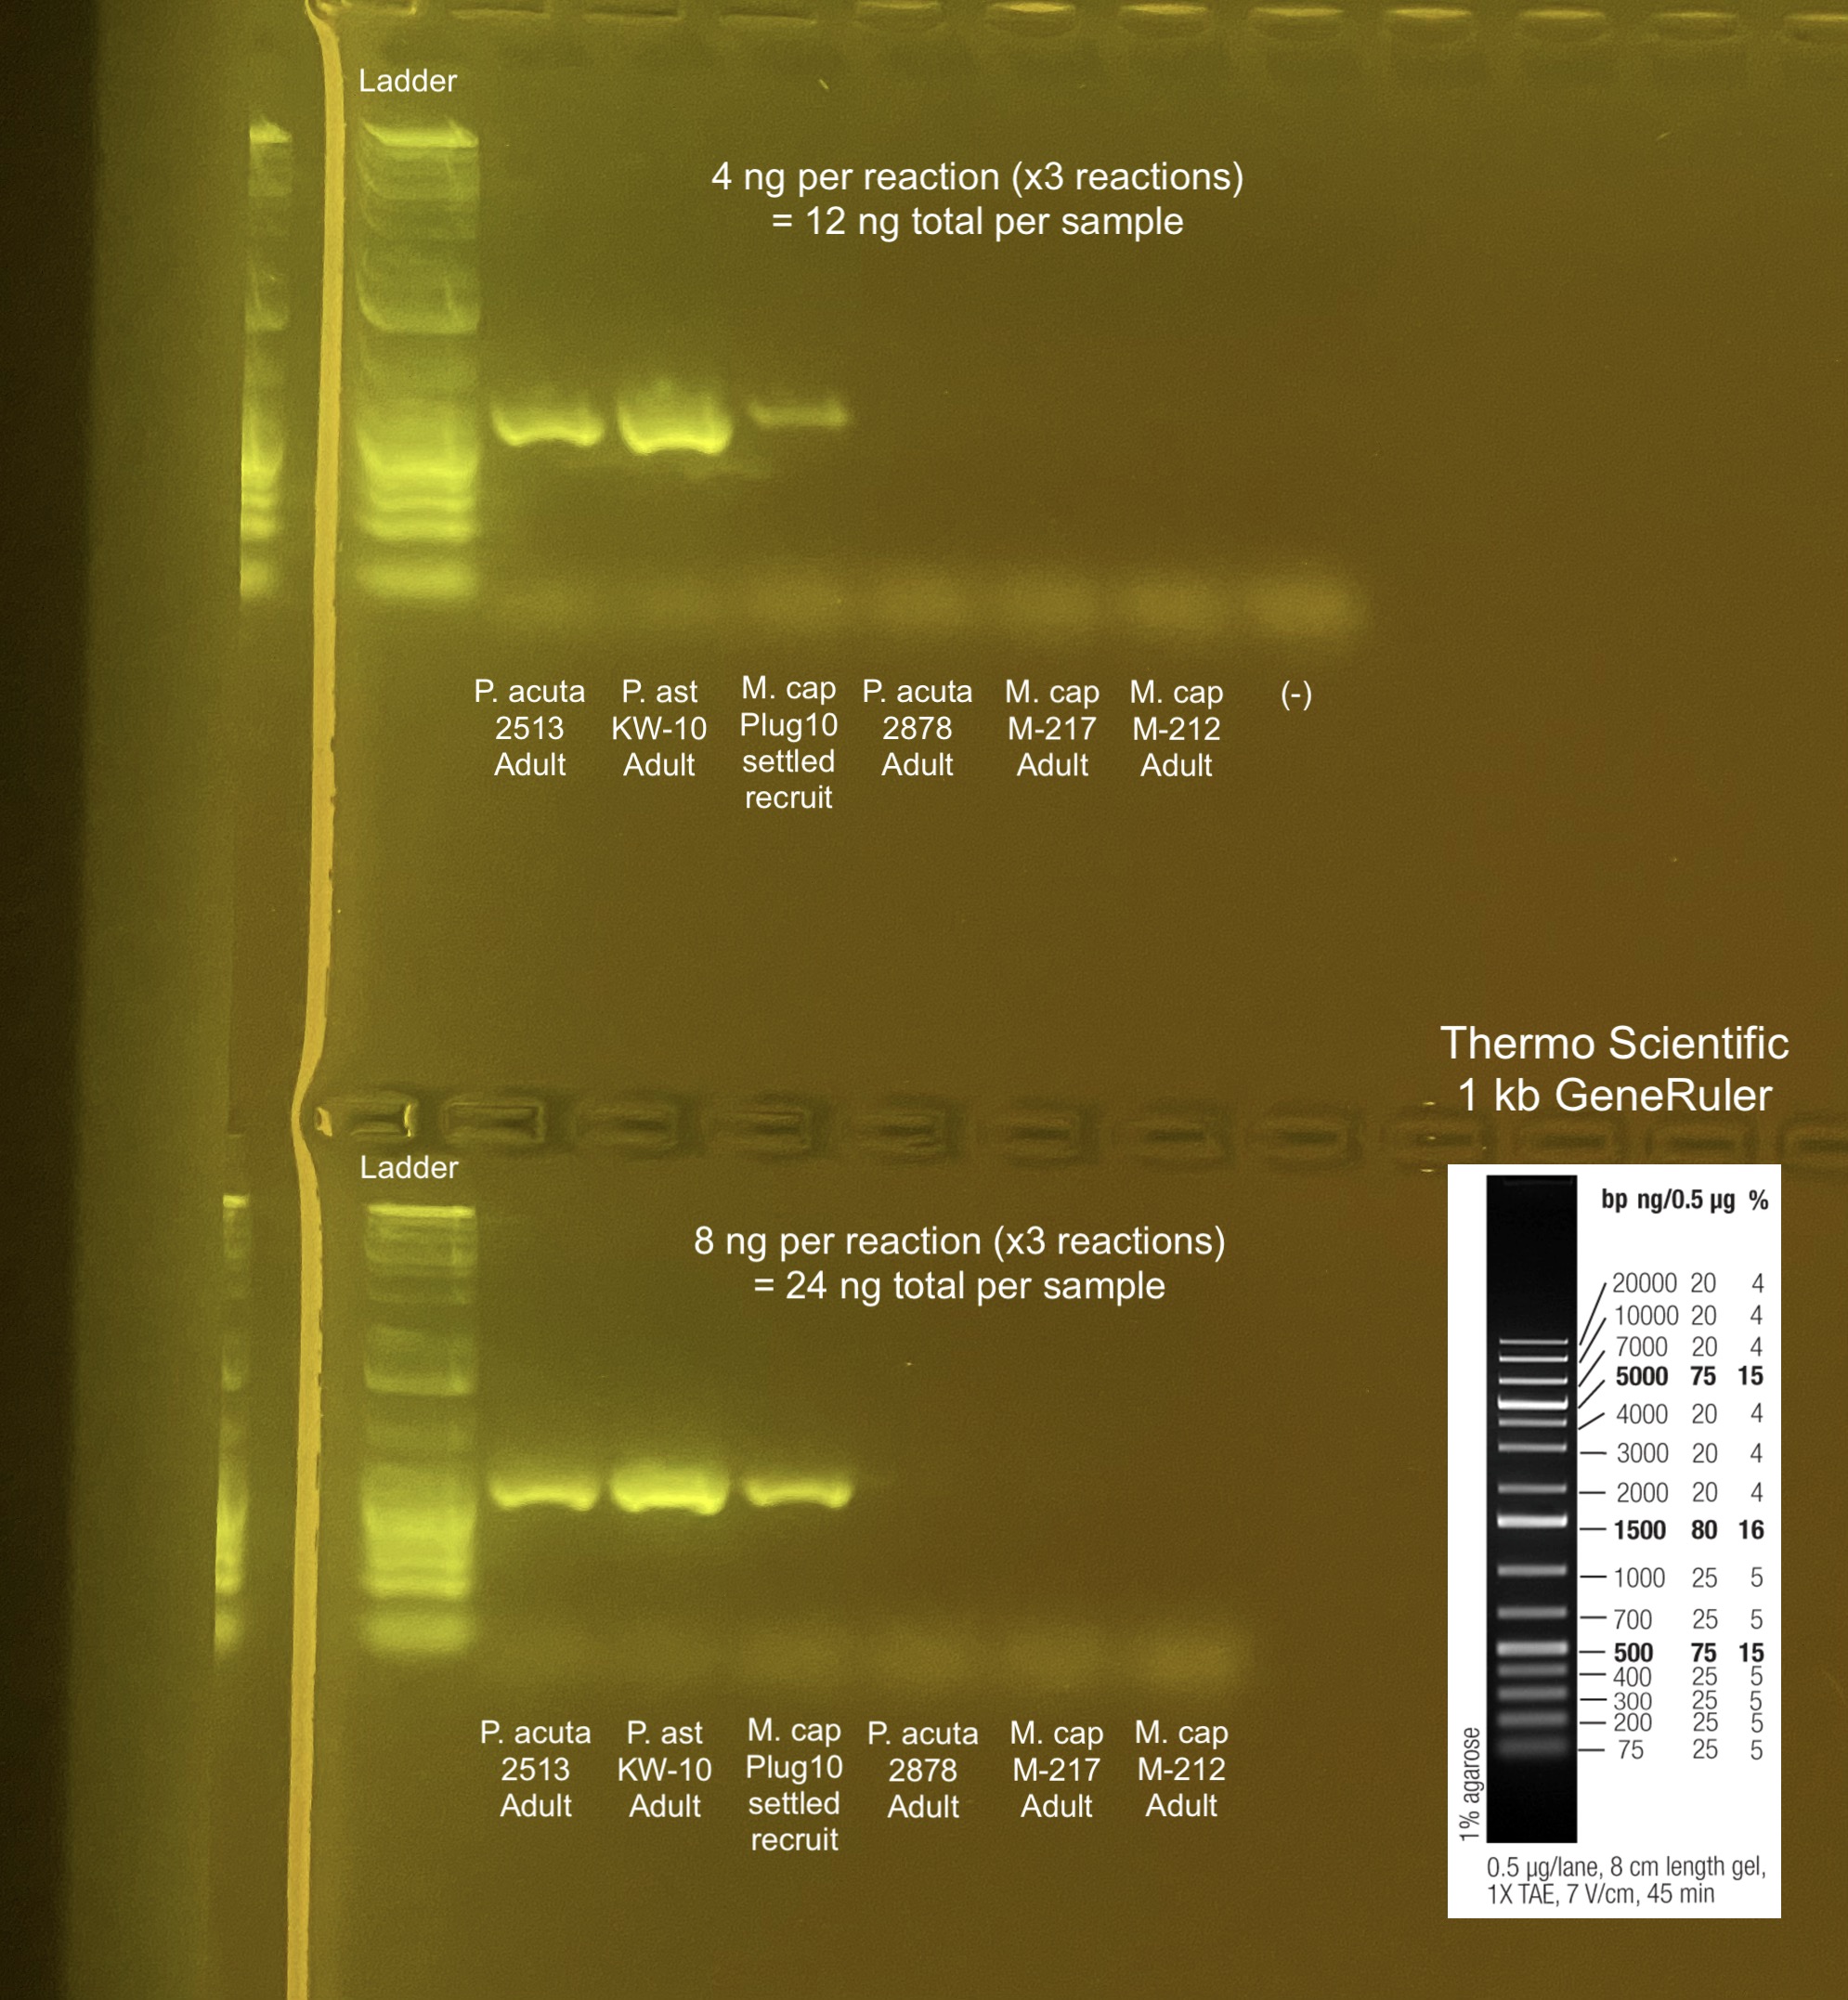 Ladder
4 ng per reaction (x3 reactions)
= 12 ng total per sample
P. acuta
2513
Adult
P. ast
KW-10
Adult
M. cap
Plug10
settled
recruit
P. acuta
2878
Adult
M. cap
M-217
Adult
M. cap
M-212
Adult
(-)
Ladder
8 ng per reaction (x3 reactions)
= 24 ng total per sample
P. acuta
2513
Adult
P. ast
KW-10
Adult
M. cap
Plug10
settled
recruit
P. acuta
2878
Adult
M. cap
M-217
Adult
M. cap
M-212
Adult
Thermo Scientific
1 kb GeneRuler
bp ng/0.5 µg %
20000 20 4
10000 20 4
7000 20 4
5000 75 15
4000 20 4
3000 20 4
2000 20 4
1500 80 16
1000 25 5
700 25 5
500 75 15
400 25 5
300 25 5
200 25 5
75 25 5
1% agarose
0.5 µg/lane, 8 cm length gel,
1X TAE, 7 V/cm, 45 min